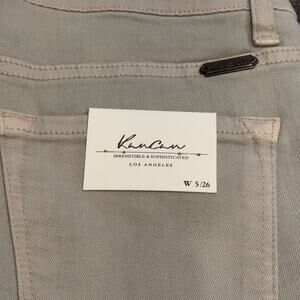 KanCan
IRRESISTIBLE & SOPHISTICATED
LOS ANGELES
W 5/26